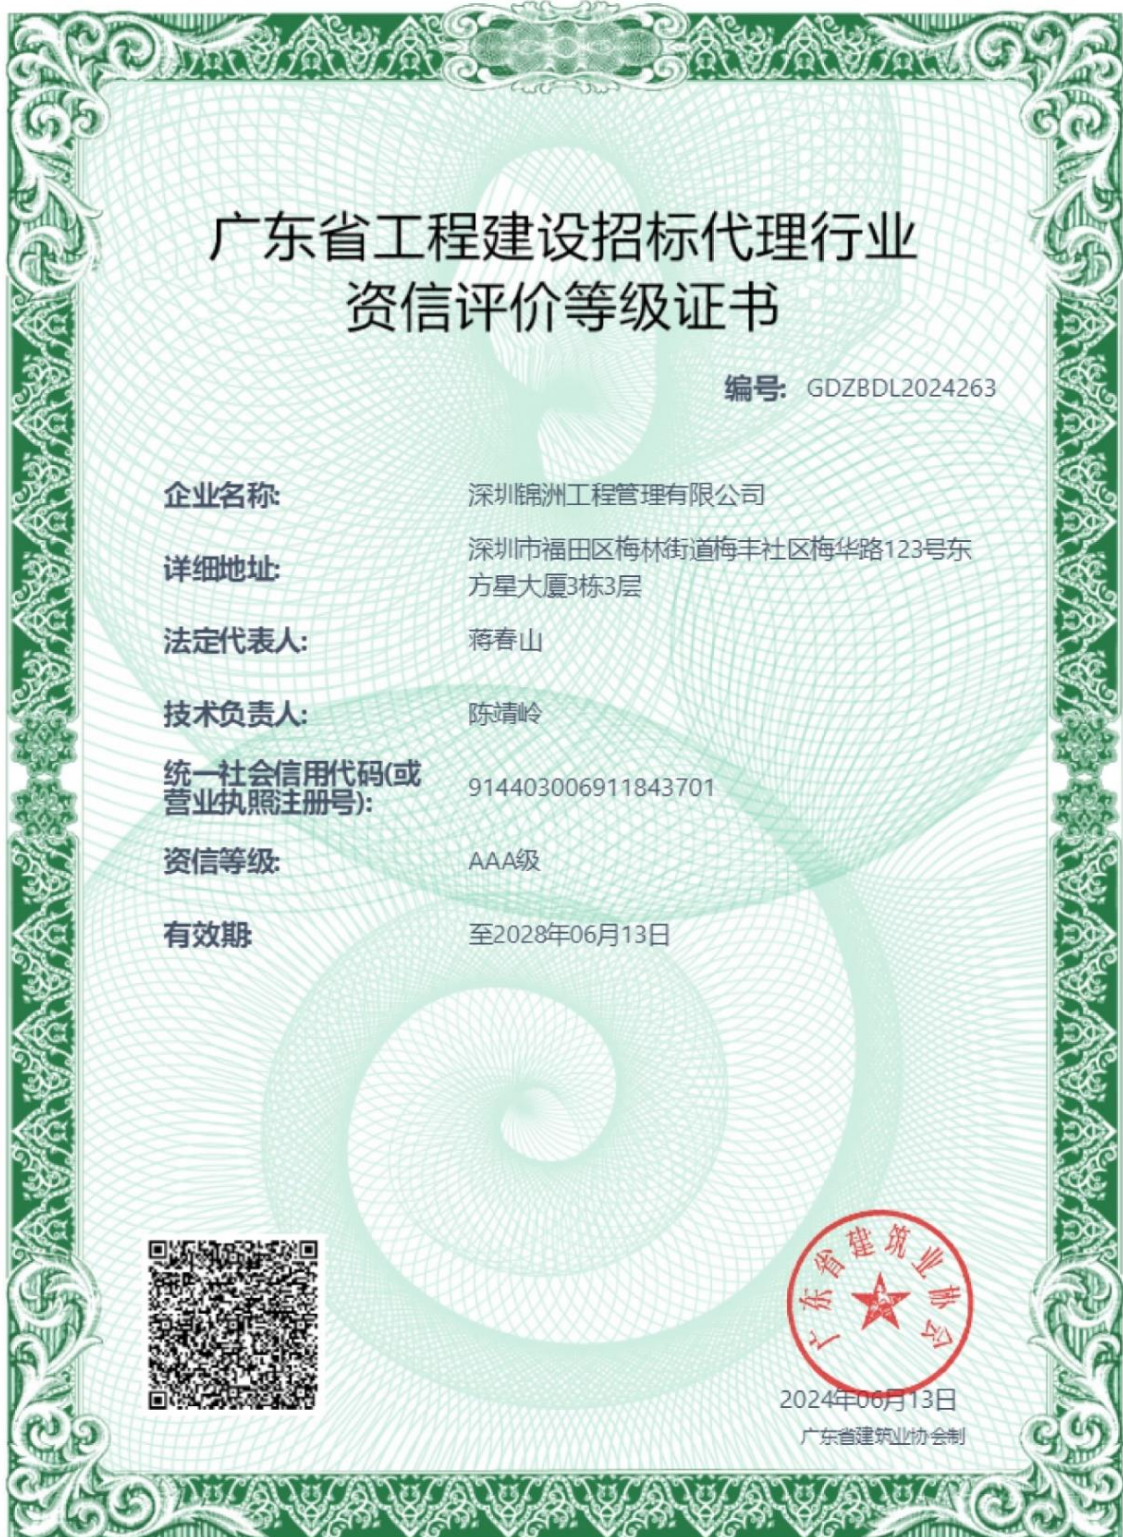 广东省工程建设招标代理行业
资信评价等级证书
编号: GDZBDL2024263
企业名称: 深圳锦洲工程管理有限公司
详细地址: 深圳市福田区梅林街道梅丰社区梅华路123号东
方星大厦3栋3层
法定代表人: 蒋春山
技术负责人: 陈靖岭
统一社会信用代码(或
营业执照注册号): 914403006911843701
资信等级: AAA级
有效期: 至2028年06月13日
广东省建筑业协会
2024年06月13日
广东省建筑业协会制